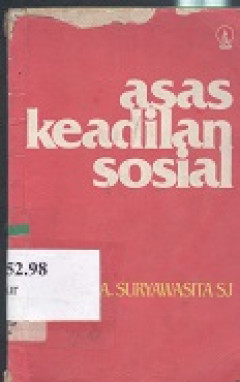 asas
keadilan
sosial
A. SURYAWASITA SJ
52.98